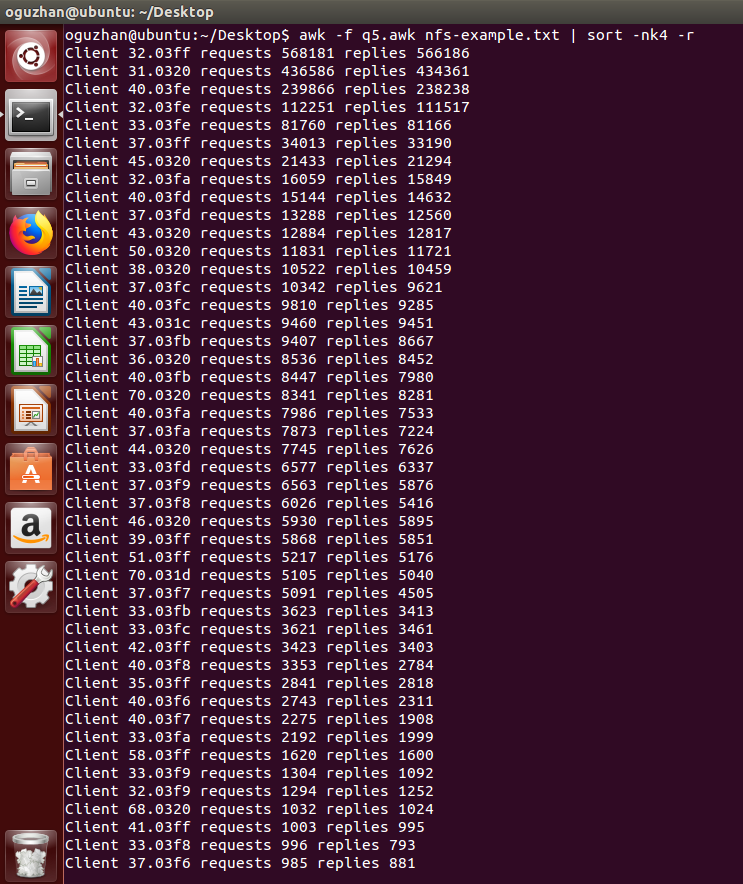 oguzhan@ubuntu: ~/Desktop
oguzhan@ubuntu:~/Desktop$ awk -f q5.awk nfs-example.txt | sort -nk4 -r
Client 32.03ff requests 568181 replies 566186
Client 31.0320 requests 436586 replies 434361
Client 40.03fe requests 239866 replies 238238
Client 32.03fe requests 112251 replies 111517
Client 33.03fe requests 81760 replies 81166
Client 37.03ff requests 34013 replies 33190
Client 45.0320 requests 21433 replies 21294
Client 32.03fa requests 16059 replies 15849
Client 40.03fd requests 15144 replies 14632
Client 37.03fd requests 13288 replies 12560
Client 43.0320 requests 12884 replies 12817
Client 50.0320 requests 11831 replies 11721
Client 38.0320 requests 10522 replies 10459
Client 37.03fc requests 10342 replies 9621
Client 40.03fc requests 9810 replies 9285
Client 43.031c requests 9460 replies 9451
Client 37.03fb requests 9407 replies 8667
Client 36.0320 requests 8536 replies 8452
Client 40.03fb requests 8447 replies 7980
Client 70.0320 requests 8341 replies 8281
Client 40.03fa requests 7986 replies 7533
Client 37.03fa requests 7873 replies 7224
Client 44.0320 requests 7745 replies 7626
Client 33.03fd requests 6577 replies 6337
Client 37.03f9 requests 6563 replies 5876
Client 37.03f8 requests 6026 replies 5416
Client 46.0320 requests 5930 replies 5895
Client 39.03ff requests 5868 replies 5851
Client 51.03ff requests 5217 replies 5176
Client 70.031d requests 5105 replies 5040
Client 37.03f7 requests 5091 replies 4505
Client 33.03fb requests 3623 replies 3413
Client 33.03fc requests 3621 replies 3461
Client 42.03ff requests 3423 replies 3403
Client 40.03f8 requests 3353 replies 2784
Client 35.03ff requests 2841 replies 2818
Client 40.03f6 requests 2743 replies 2311
Client 40.03f7 requests 2275 replies 1908
Client 33.03fa requests 2192 replies 1999
Client 58.03ff requests 1620 replies 1600
Client 33.03f9 requests 1304 replies 1092
Client 32.03f9 requests 1294 replies 1252
Client 68.0320 requests 1032 replies 1024
Client 41.03ff requests 1003 replies 995
Client 33.03f8 requests 996 replies 793
Client 37.03f6 requests 985 replies 881